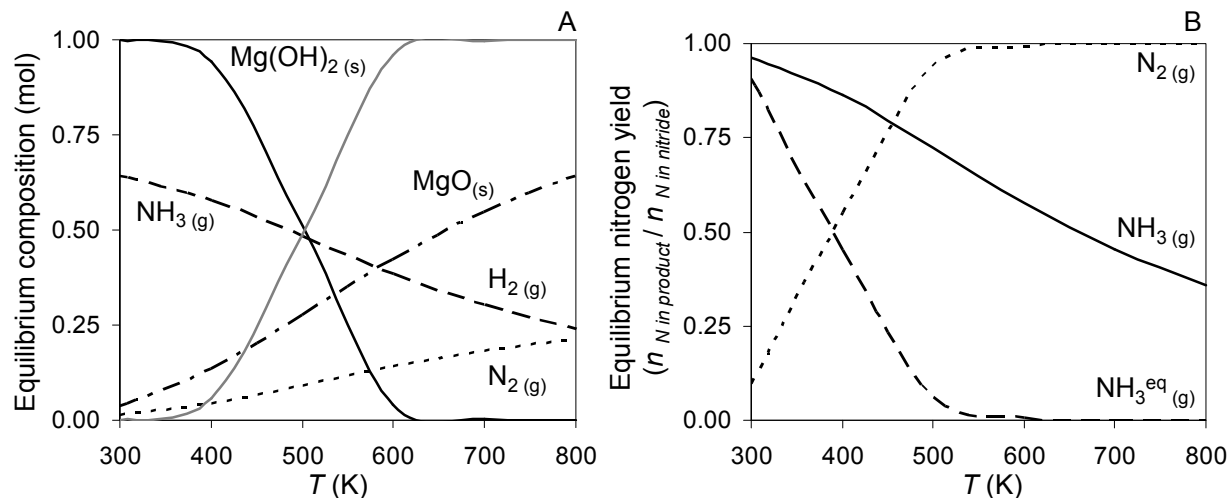 A
Equilibrium composition (mol)
1.00
0.75
0.50
0.25
0.00
Mg(OH)2 (s)
MgO(s)
NH3 (g)
H2 (g)
N2 (g)
300 400 500 600 700 800
T (K)
B
Equilibrium nitrogen yield
(n N in product / n N in nitride)
1.00
0.75
0.50
0.25
0.00
N2 (g)
NH3 (g)
NH3eq (g)
300 400 500 600 700 800
T (K)